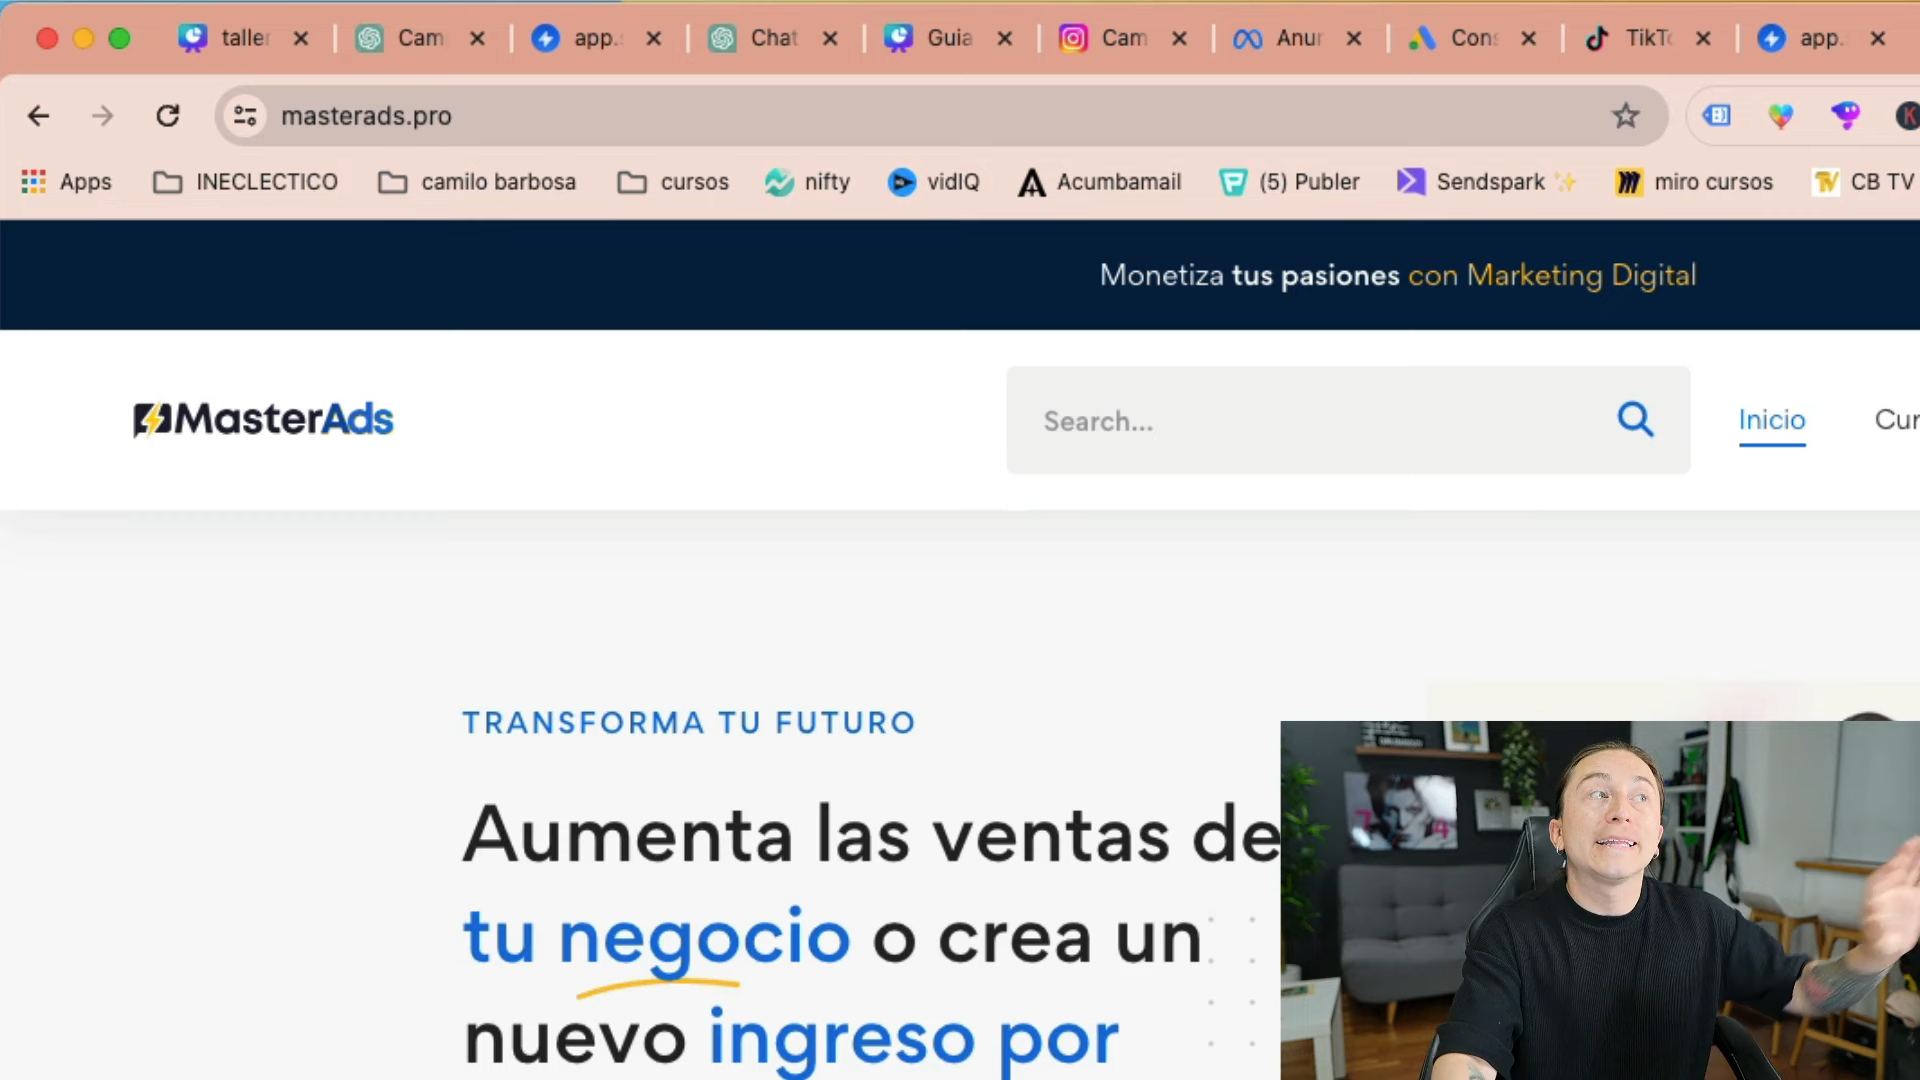 taller Cam app.s Chat Guia Cam Anun Cons TikTo app.
masterads.pro
Apps INECLECTICO camilo barbosa cursos nifty vidIQ Acumbamail (5) Publer Sendspark ✨ miro cursos CB TV
Monetiza tus pasiones con Marketing Digital
MasterAds
Search...
Inicio
Cur
TRANSFORMA TU FUTURO
Aumenta las ventas de
tu negocio o crea un
nuevo ingreso por